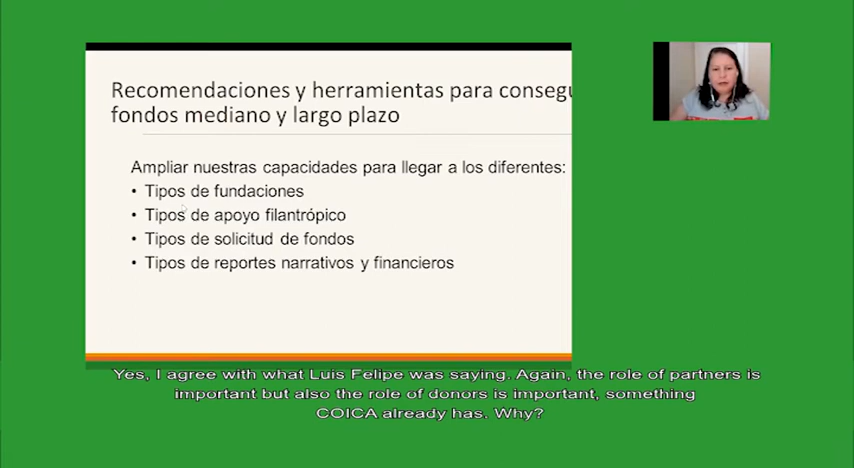 Recomendaciones y herramientas para consegu
fondos mediano y largo plazo
Ampliar nuestras capacidades para llegar a los diferentes:
• Tipos de fundaciones
• Tipos de apoyo filantrópico
• Tipos de solicitud de fondos
• Tipos de reportes narrativos y financieros
Yes, I agree with what Luis Felipe was saying. Again, the role of partners is
important but also the role of donors is important, something
COICA already has. Why?